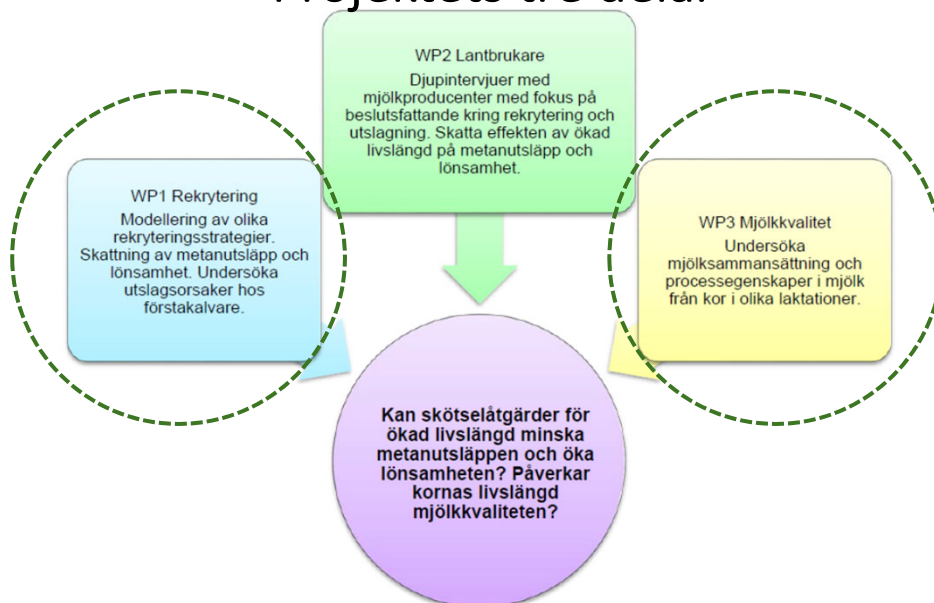 Projektets tre delar
WP2 Lantbrukare
Djupintervjuer med
mjölkproducenter med fokus på
beslutsfattande kring rekrytering och
utslagning. Skatta effekten av ökad
livslängd på metanutsläpp och
lönsamhet.
WP1 Rekrytering
Modellering av olika
rekryteringsstrategier.
Skattning av metanutsläpp och
lönsamhet. Undersöka
utslagsorsaker hos
förstakalvare.
WP3 Mjölkkvalitet
Undersöka
mjölksammansättning och
processegenskaper i mjölk
från kor i olika laktationer.
Kan skötselåtgärder för
ökad livslängd minska
metanutsläppen och öka
lönsamheten? Påverkar
kornas livslängd
mjölkkvaliteten?